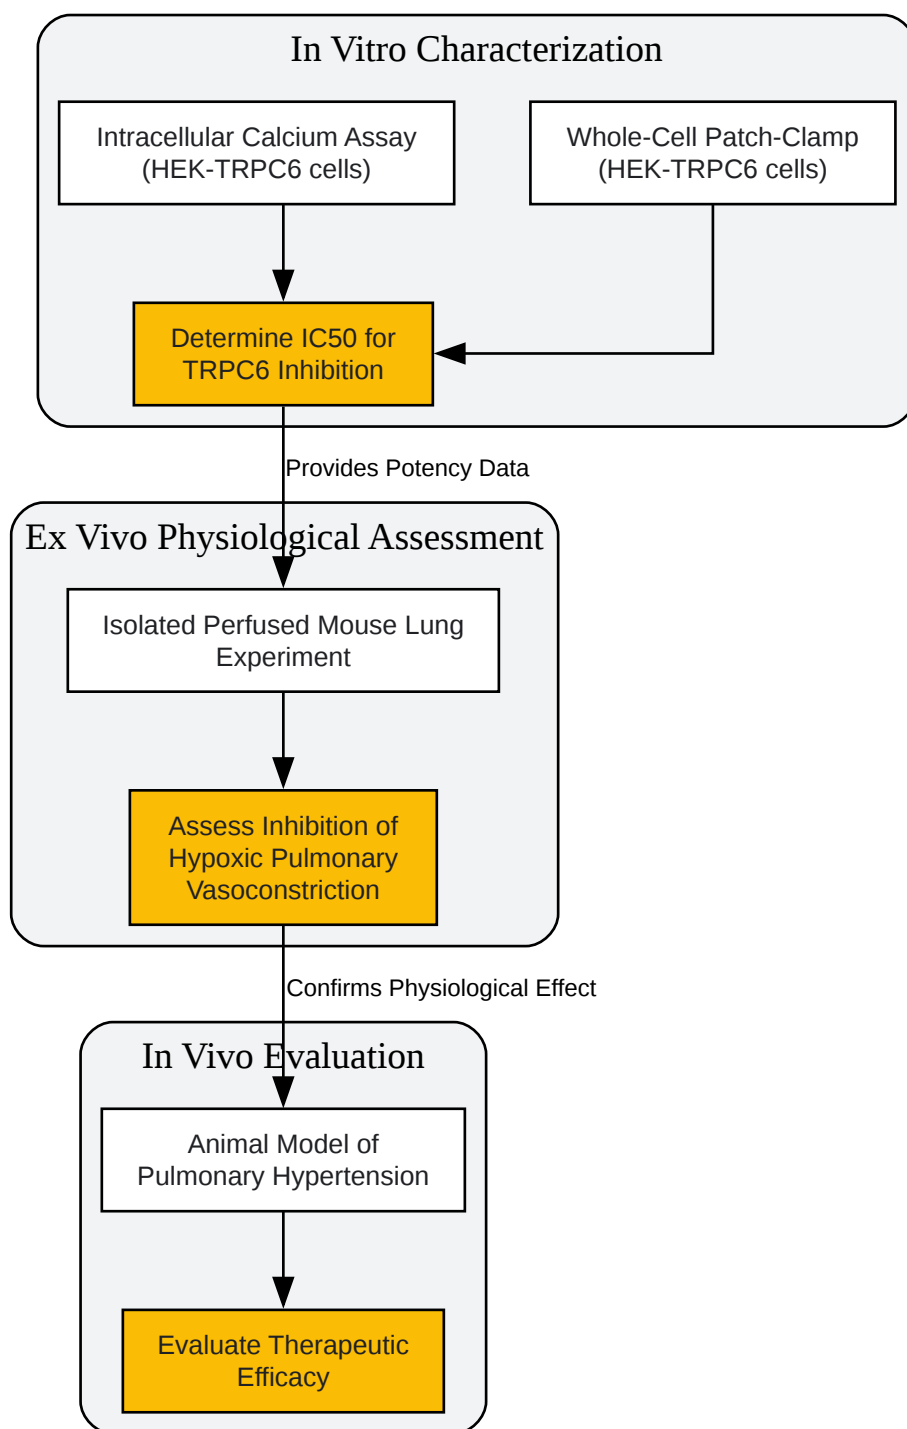 In Vitro Characterization
Intracellular Calcium Assay
(HEK-TRPC6 cells)
Whole-Cell Patch-Clamp
(HEK-TRPC6 cells)
Determine IC50 for
TRPC6 Inhibition
Provides Potency Data
Ex Vivo Physiological Assessment
Isolated Perfused Mouse Lung
Experiment
Assess Inhibition of
Hypoxic Pulmonary
Vasoconstriction
Confirms Physiological Effect
In Vivo Evaluation
Animal Model of
Pulmonary Hypertension
Evaluate Therapeutic
Efficacy